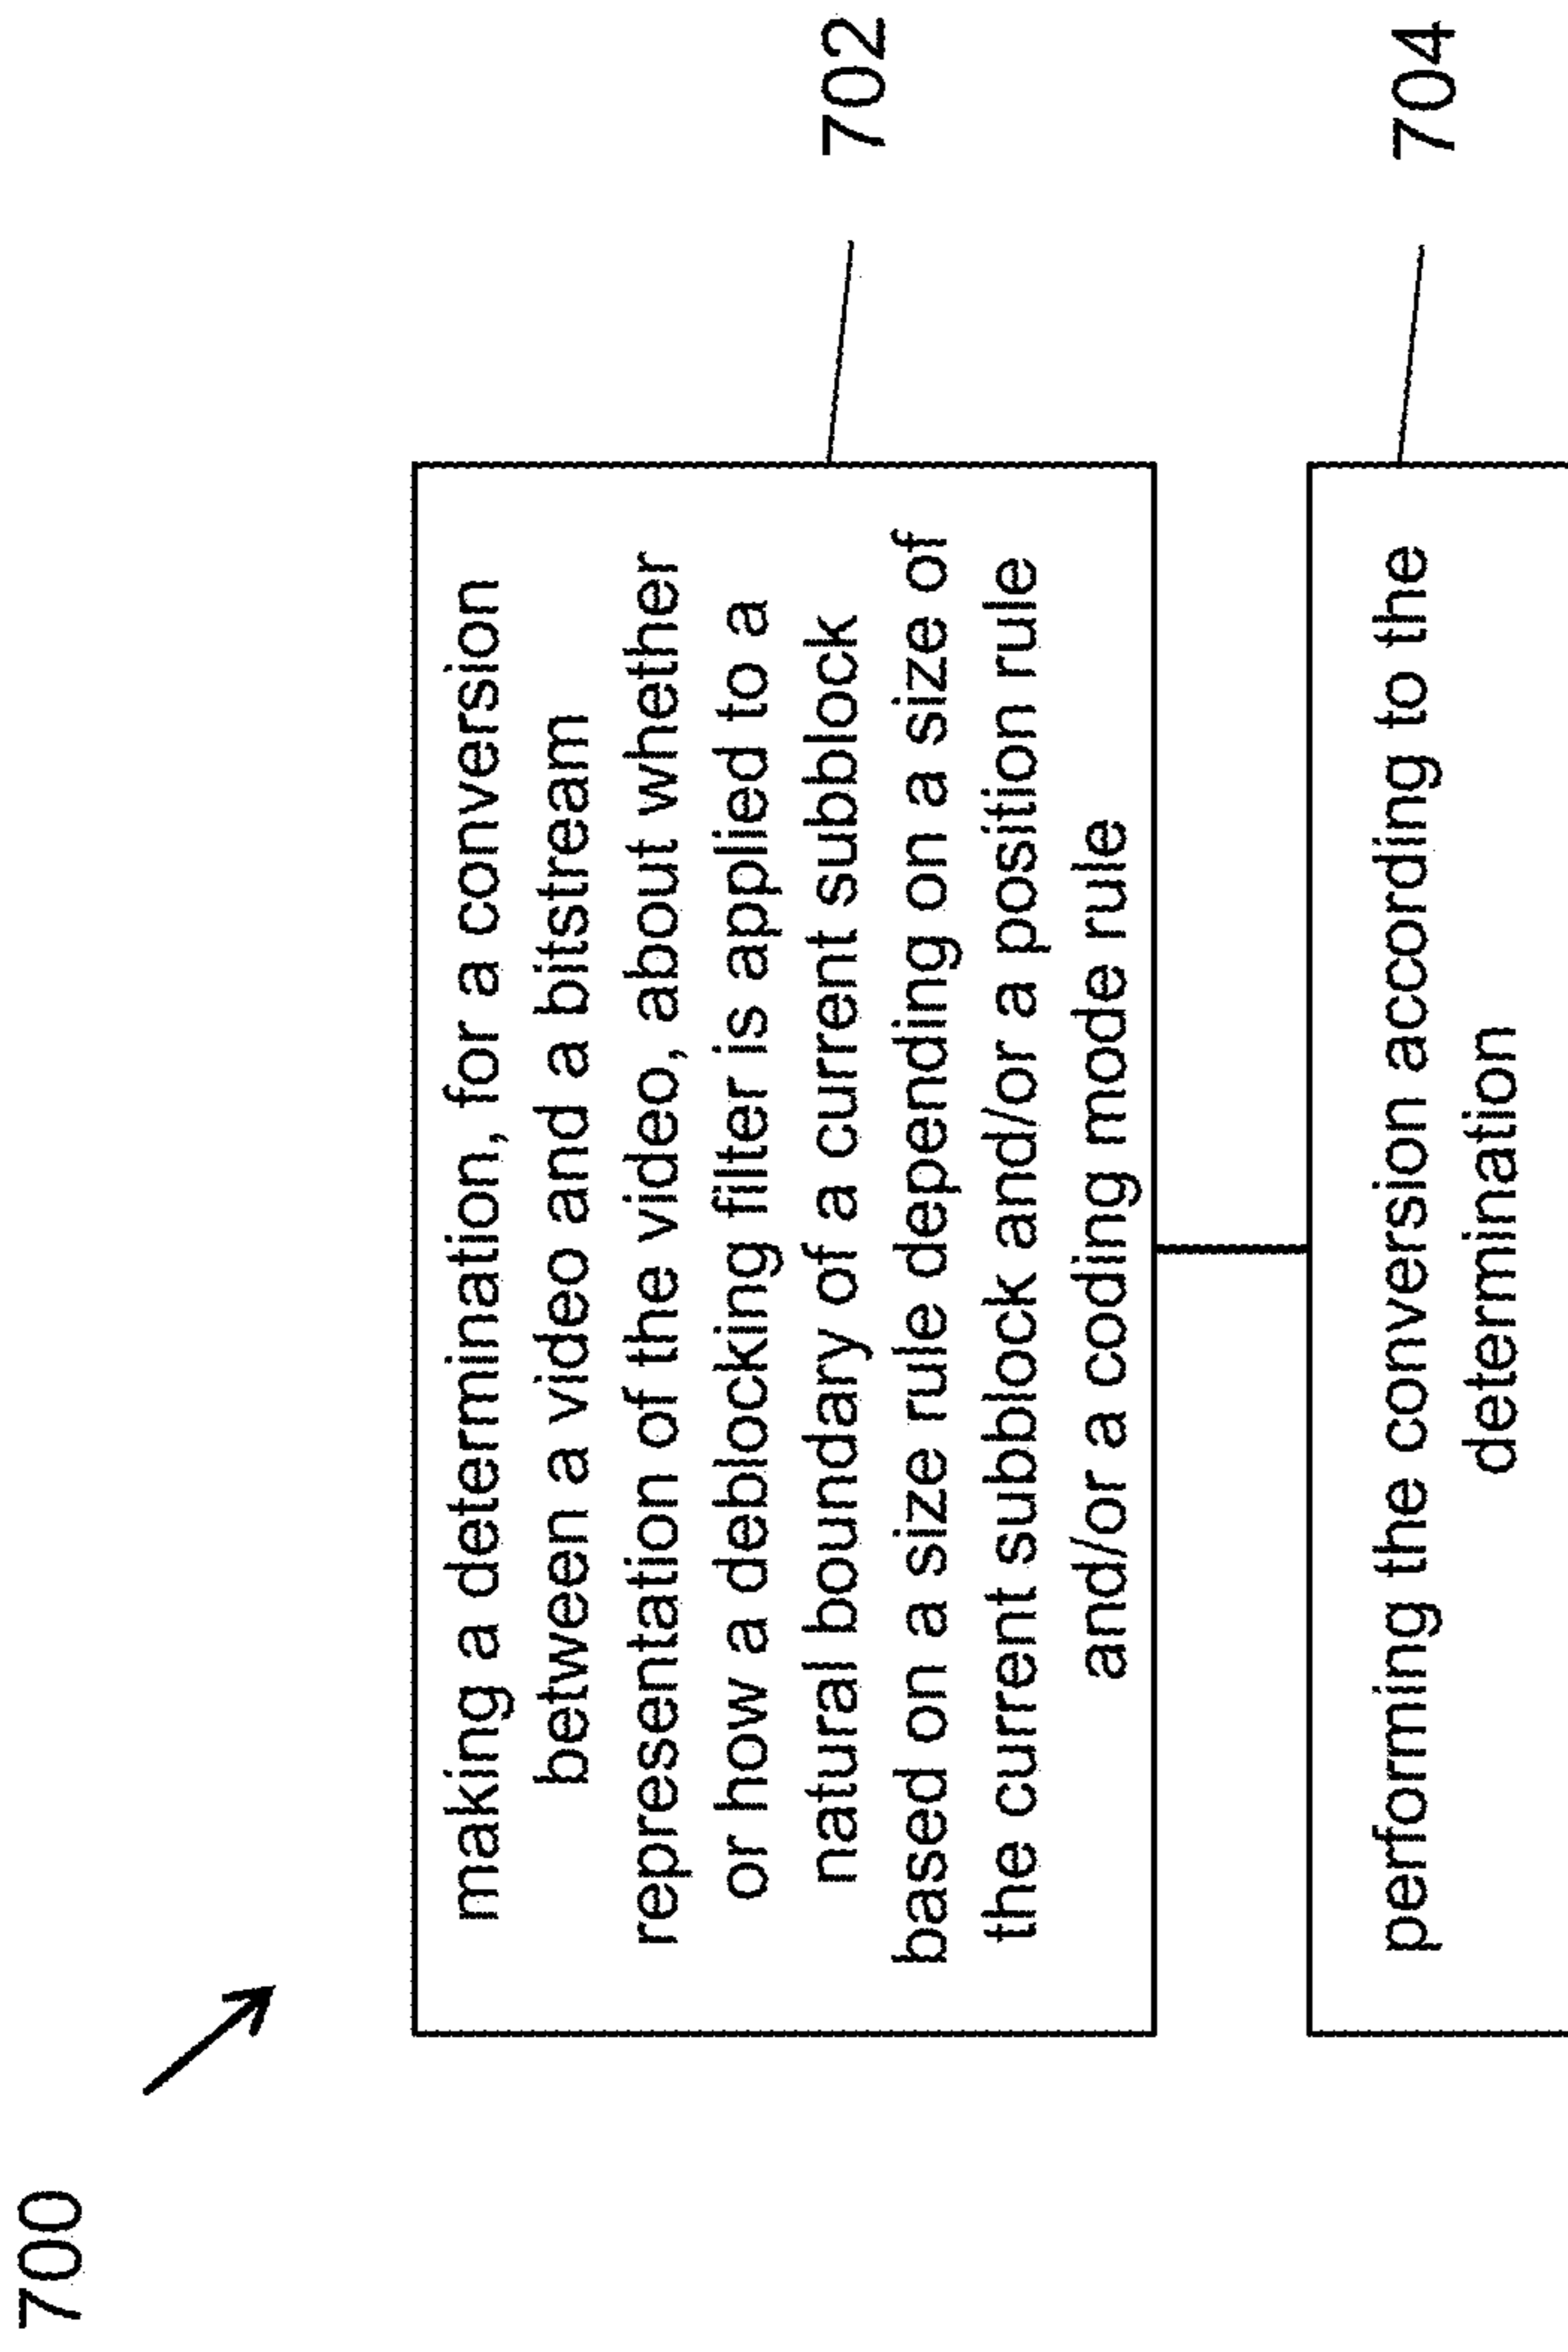 700
making a determination, for a conversion
between a video and a bitstream
representation of the video, about whether
or how a deblocking filter is applied to a
natural boundary of a current subblock
based on a size rule depending on a size of
the current subblock and/or a position rule
and/or a coding mode rule
702
performing the conversion according to the
determination
704